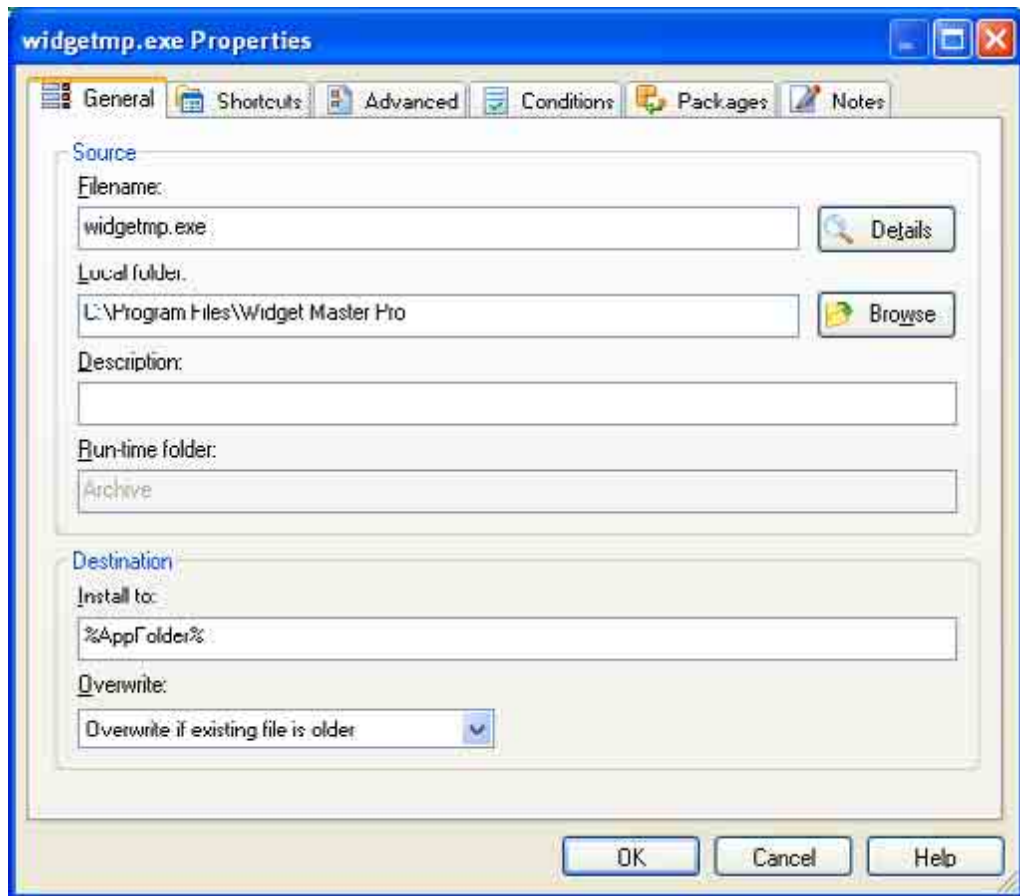 widgetmp.exe Properties
General Shortcuts Advanced Conditions Packages Notes
Source
Filename:
widgetmp.exe Details
Local folder:
C:\Program Files\Widget Master Pro Browse
Description:
Run-time folder:
Archive
Destination
Install to:
%AppFolder%
Overwrite:
Overwrite if existing file is older
OK Cancel Help